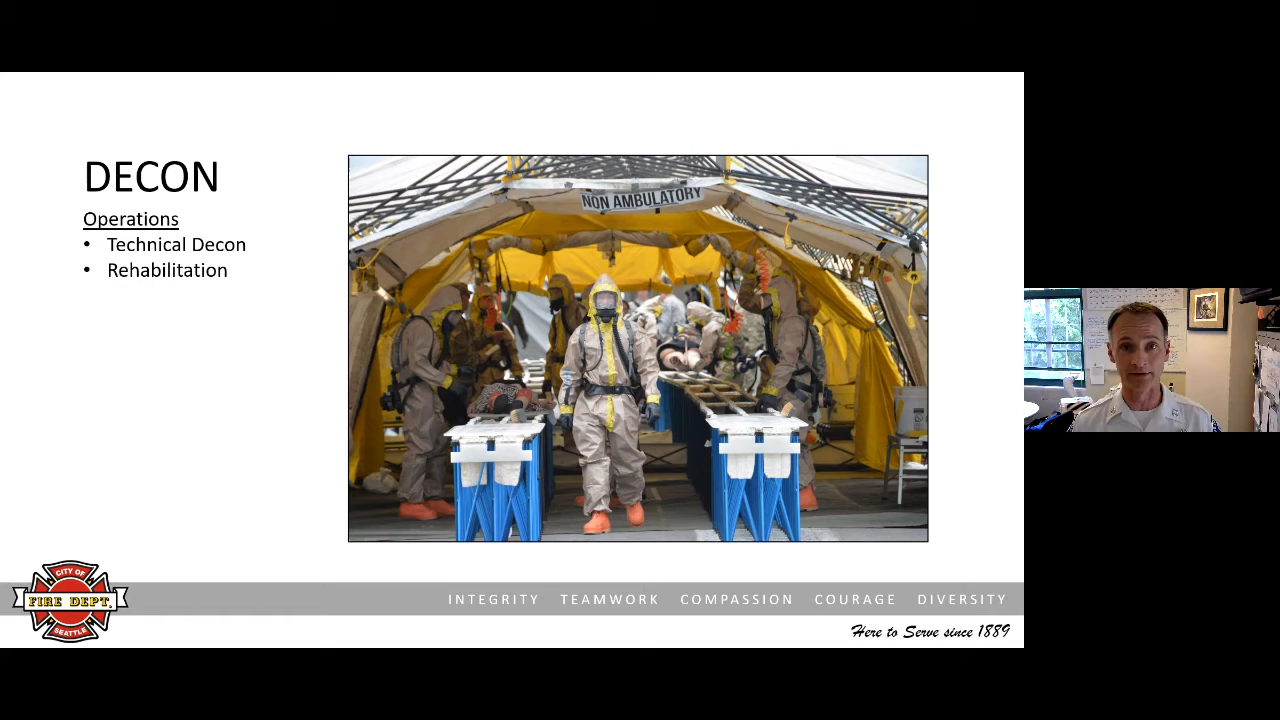 DECON
Operations
• Technical Decon
• Rehabilitation
NON AMBULATORY
CITY OF
FIRE DEPT.
SEATTLE
INTEGRITY TEAMWORK COMPASSION COURAGE DIVERSITY
Here to Serve since 1889